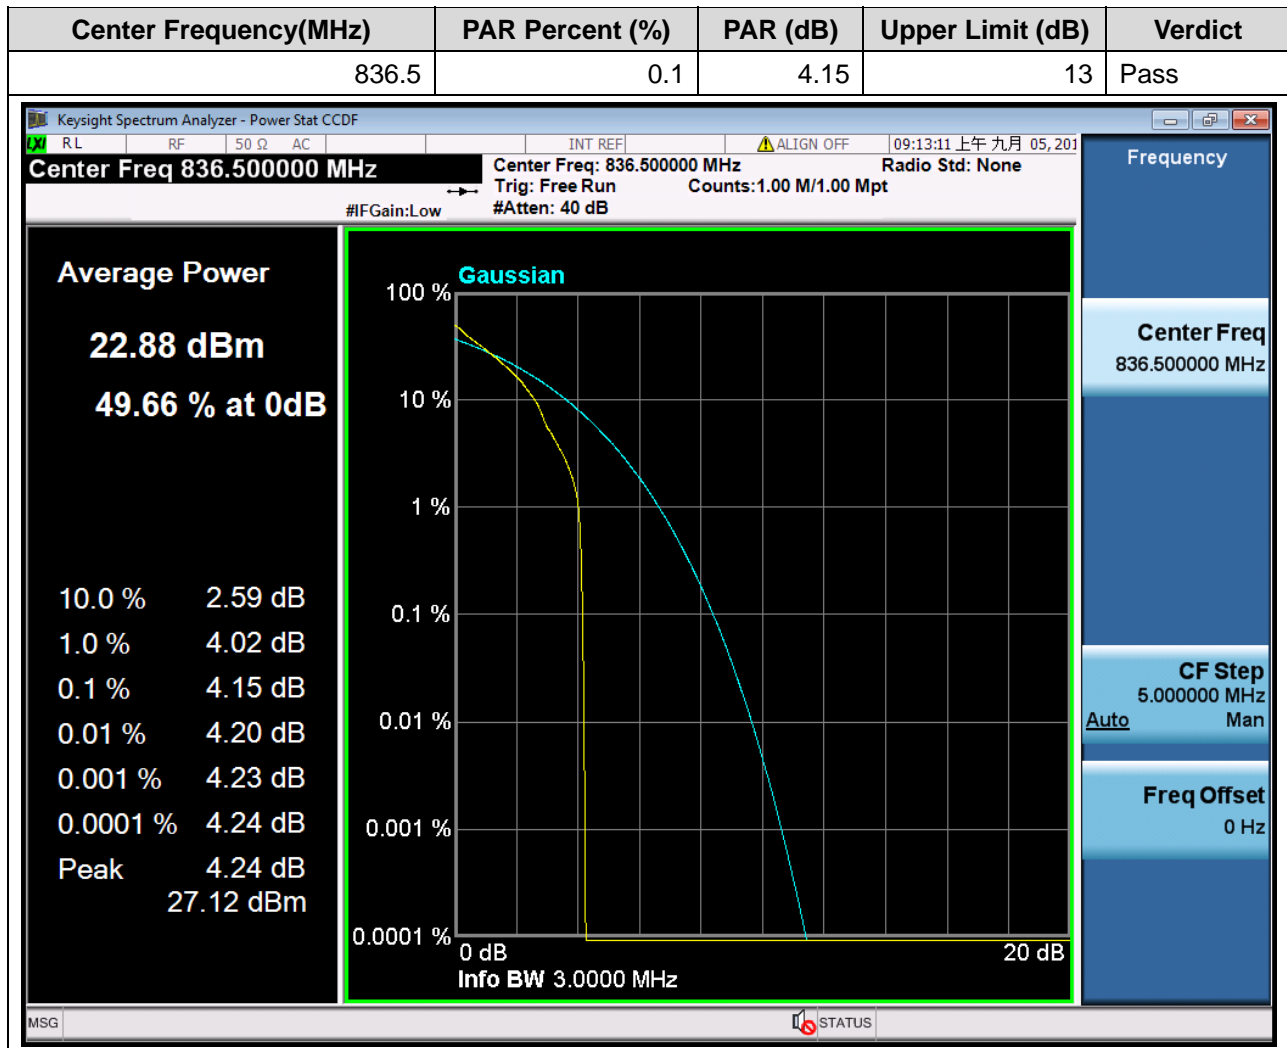 Center Frequency(MHz) PAR Percent (%) PAR (dB) Upper Limit (dB) Verdict
836.5 0.1 4.15 13 Pass
Keysight Spectrum Analyzer - Power Stat CCDF
LXI RL RF 50 Ω AC INT REF ALIGN OFF 09:13:11 上午 九月 05, 201
Center Freq 836.500000 MHz
Center Freq: 836.500000 MHz Radio Std: None
Trig: Free Run Counts:1.00 M/1.00 Mpt
#IFGain:Low #Atten: 40 dB
Average Power
22.88 dBm
49.66 % at 0dB
10.0 % 2.59 dB
1.0 % 4.02 dB
0.1 % 4.15 dB
0.01 % 4.20 dB
0.001 % 4.23 dB
0.0001 % 4.24 dB
Peak 4.24 dB
27.12 dBm
Gaussian
100 %
10 %
1 %
0.1 %
0.01 %
0.001 %
0.0001 %
0 dB 20 dB
Info BW 3.0000 MHz
Frequency
Center Freq
836.500000 MHz
CF Step
5.000000 MHz
Auto Man
Freq Offset
0 Hz
MSG STATUS